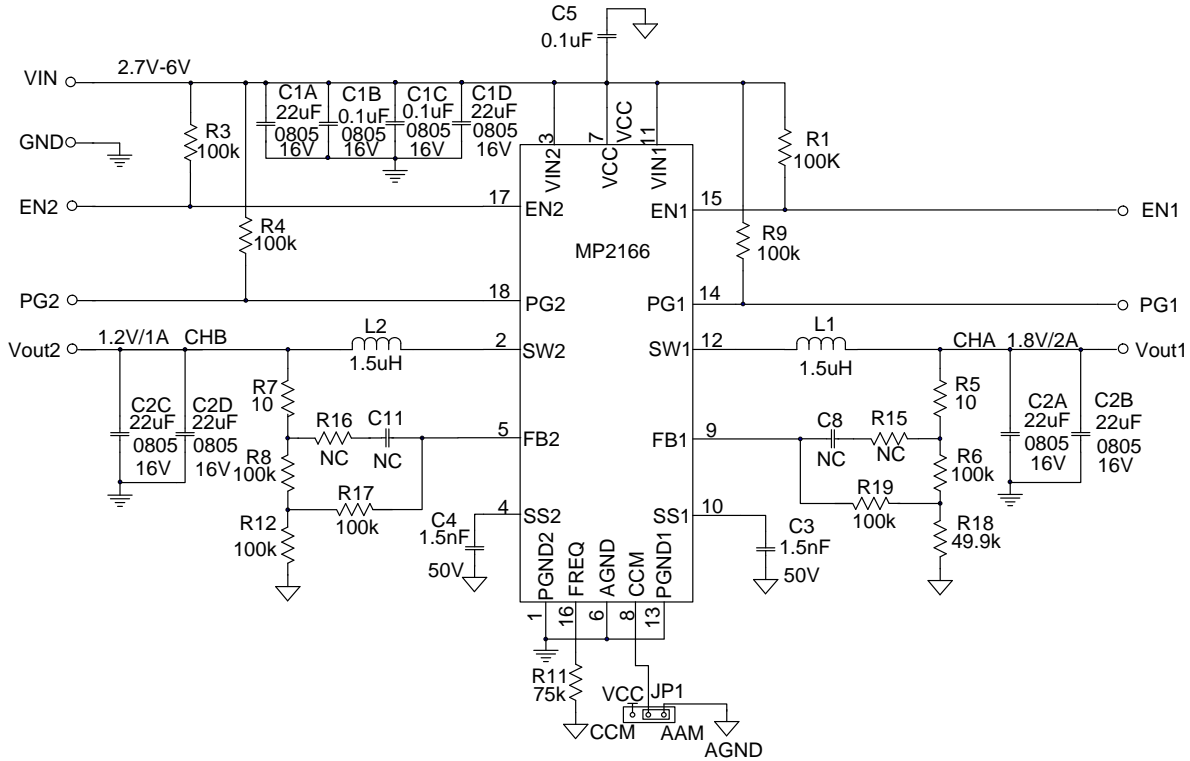 C5
0.1uF
VIN
2.7V-6V
C1A
22uF
0805
16V
C1B
0.1uF
0805
16V
C1C
0.1uF
0805
16V
C1D
22uF
0805
16V
GND
R3
100k
3
VIN2
7
VCC
VCC
11
VIN1
R1
100K
EN2
17
EN2
EN1
15
EN1
R4
100k
MP2166
R9
100k
PG2
18
PG2
PG1
14
PG1
Vout2
1.2V/1A
CHB
L2
1.5uH
2
SW2
SW1
12
L1
1.5uH
CHA
1.8V/2A
Vout1
C2C
22uF
0805
16V
C2D
22uF
0805
16V
R7
10
R16
NC
C11
NC
5
FB2
FB1
9
C8
NC
R15
NC
R5
10
C2A
22uF
0805
16V
C2B
22uF
0805
16V
R8
100k
R17
100k
R6
100k
R19
100k
R12
100k
C4
1.5nF
50V
4
SS2
SS1
10
C3
1.5nF
50V
R18
49.9k
PGND2
FREQ
AGND
CCM
PGND1
1
16
6
8
13
R11
75k
VCC
JP1
CCM
AAM
AGND